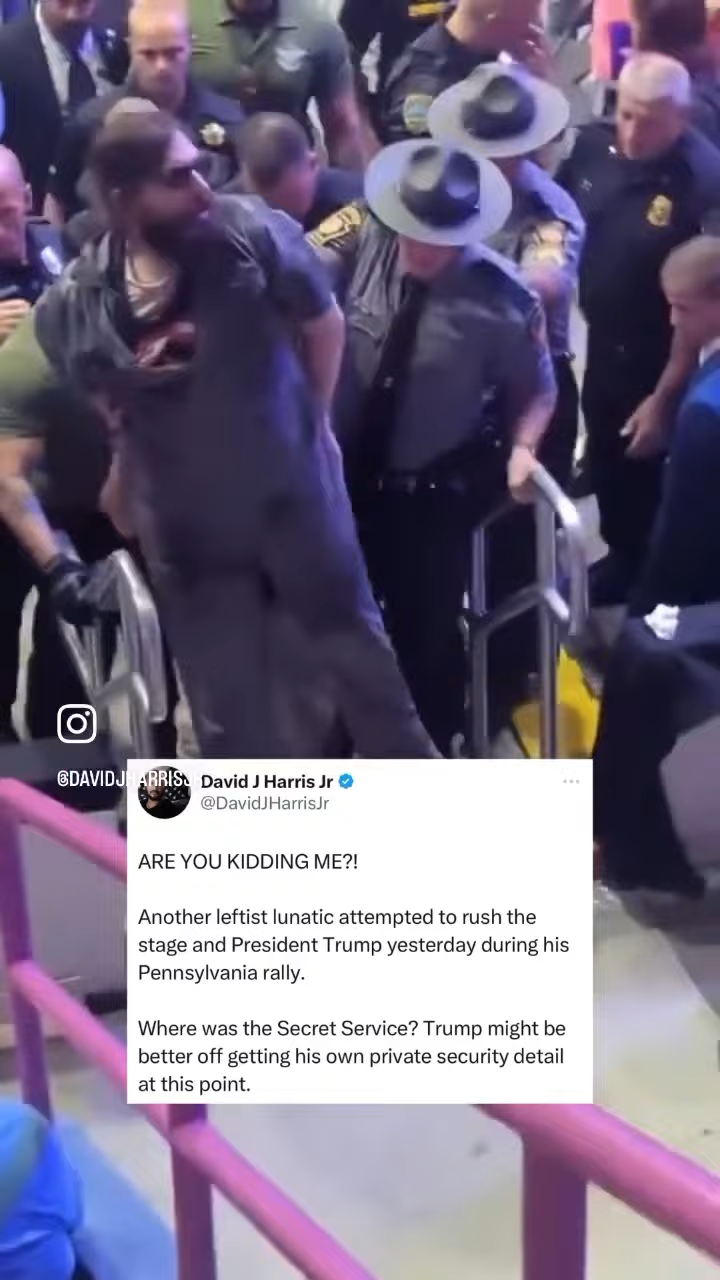 @DAVIDJHARRISJ
David J Harris Jr
@DavidJHarrisJr
ARE YOU KIDDING ME?!
Another leftist lunatic attempted to rush the
stage and President Trump yesterday during his
Pennsylvania rally.
Where was the Secret Service? Trump might be
better off getting his own private security detail
at this point.